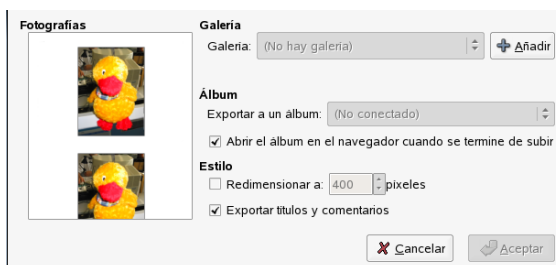 Fotografías
Galería
Galería: (No hay galería) Añadir
Álbum
Exportar a un álbum: (No conectado)
Abrir el álbum en el navegador cuando se termine de subir
Estilo
Redimensionar a: 400 píxeles
Exportar títulos y comentarios
Cancelar Aceptar